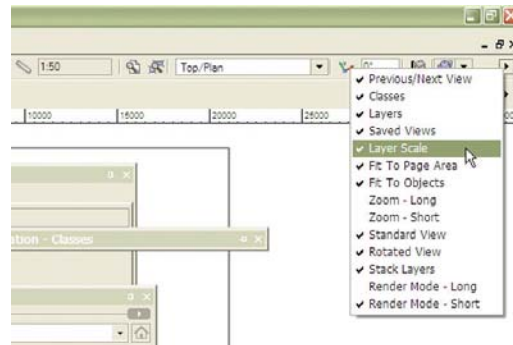 1:50
Top/Plan
0°
10000 15000 20000 25000
ation - Classes
Previous/Next View
Classes
Layers
Saved Views
Layer Scale
Fit To Page Area
Fit To Objects
Zoom - Long
Zoom - Short
Standard View
Rotated View
Stack Layers
Render Mode - Long
Render Mode - Short